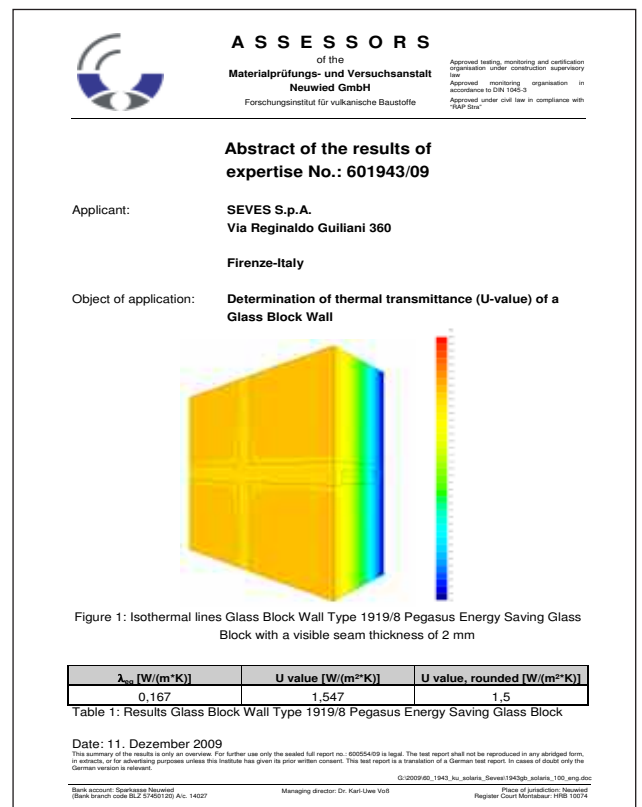 A S S E S S O R S
of the
Materialprüfungs- und Versuchsanstalt
Neuwied GmbH
Forschungsinstitut für vulkanische Baustoffe
Approved testing, monitoring and certification
organisation under construction supervisory
law
Approved monitoring organisation in
accordance to DIN 1045-3
Approved under civil law in compliance with
"RAP Stra"
Abstract of the results of
expertise No.: 601943/09
Applicant: SEVES S.p.A.
Via Reginaldo Guiliani 360
Firenze-Italy
Object of application: Determination of thermal transmittance (U-value) of a
Glass Block Wall
Figure 1: Isothermal lines Glass Block Wall Type 1919/8 Pegasus Energy Saving Glass
Block with a visible seam thickness of 2 mm
λeq [W/(m*K)] U value [W/(m²*K)] U value, rounded [W/(m²*K)]
0,167 1,547 1,5
Table 1: Results Glass Block Wall Type 1919/8 Pegasus Energy Saving Glass Block
Date: 11. Dezember 2009
This summary of the results is only an overview. For further use only the sealed full report no.: 600554/09 is legal. The test report shall not be reproduced in any abridged form,
in extracts, or for advertising purposes unless this Institute has given its prior written consent. This test report is a translation of a German test report. In cases of doubt only the
German version is relevant.
G:\2009\60_1943_ku_solaris_Seves\1943gb_solaris_100_eng.doc
Bank account: Sparkasse Neuwied Managing director: Dr. Karl-Uwe Voß Place of jurisdiction: Neuwied
(Bank branch code BLZ 57450120) A/c. 14027 Register Court Montabaur: HRB 10074